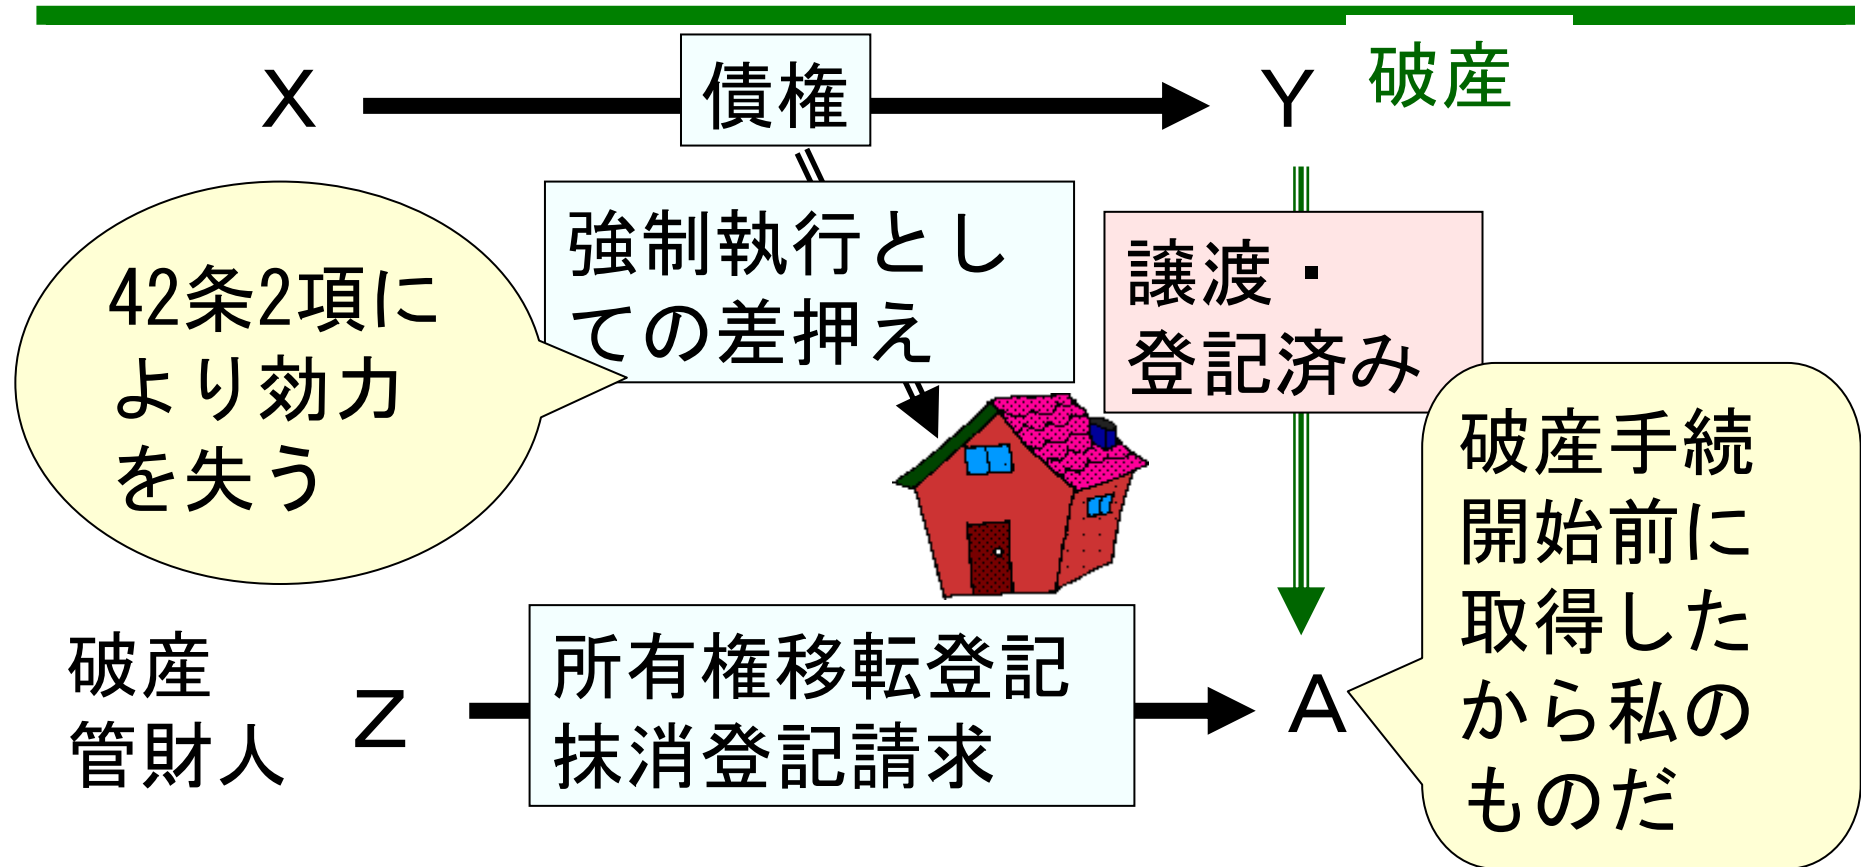 X
債権
Y
破産
強制執行とし
ての差押え
42条2項に
より効力
を失う
譲渡・
登記済み
破産手続
開始前に
取得した
から私の
ものだ
破産
管財人
Z
所有権移転登記
抹消登記請求
A